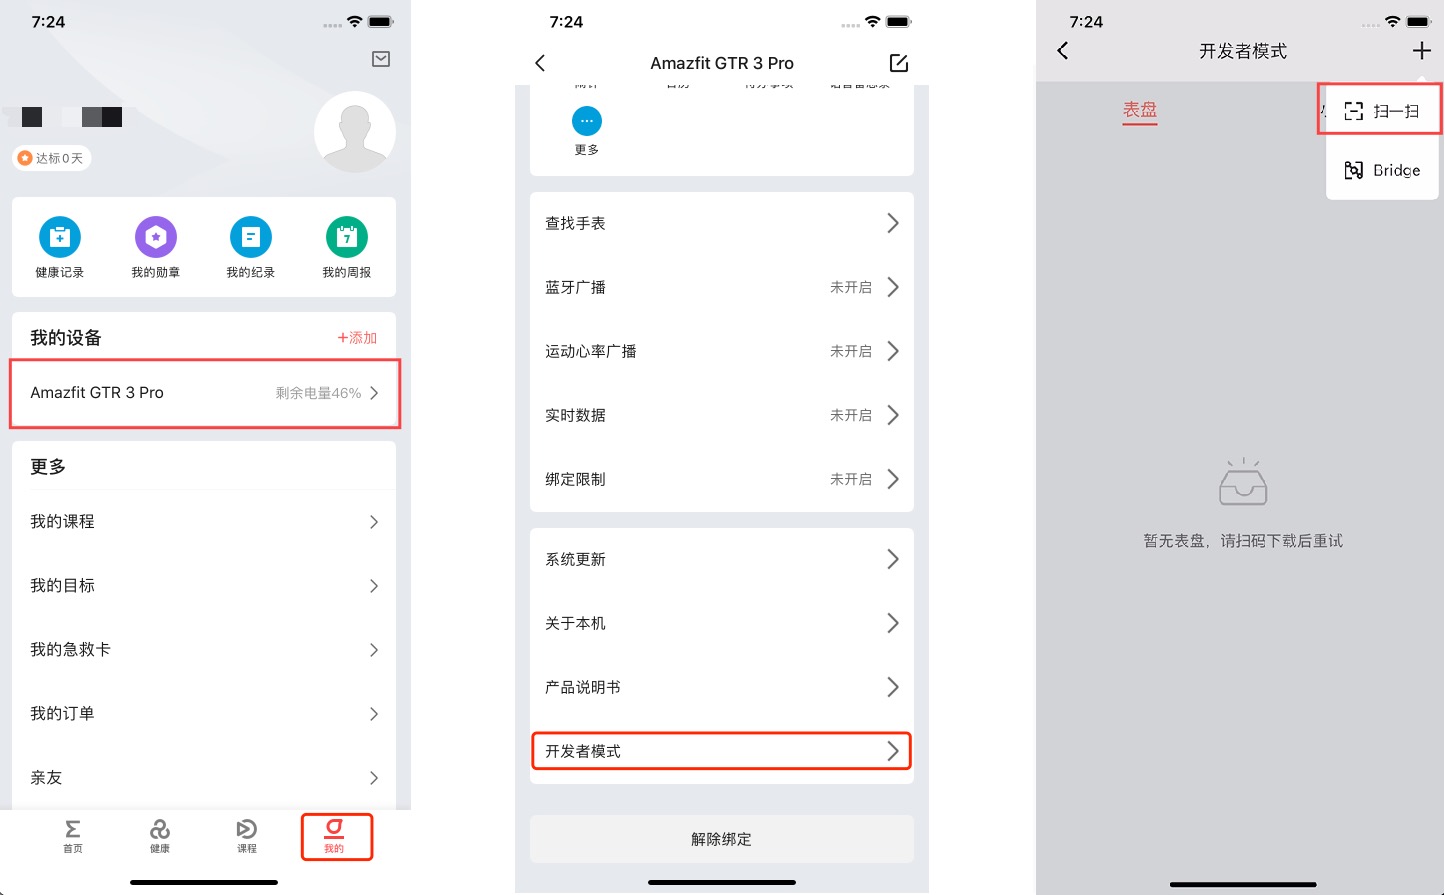 7:24
达标0天
健康记录
我的勋章
我的纪录
7
我的周报
我的设备
+添加
Amazfit GTR 3 Pro
剩余电量46%
更多
我的课程
我的目标
我的急救卡
我的订单
亲友
首页
健康
课程
我的
7:24
Amazfit GTR 3 Pro
更多
查找手表
蓝牙广播
未开启
运动心率广播
未开启
实时数据
未开启
绑定限制
未开启
系统更新
关于本机
产品说明书
开发者模式
解除绑定
7:24
开发者模式
表盘
扫一扫
Bridge
暂无表盘，请扫码下载后重试